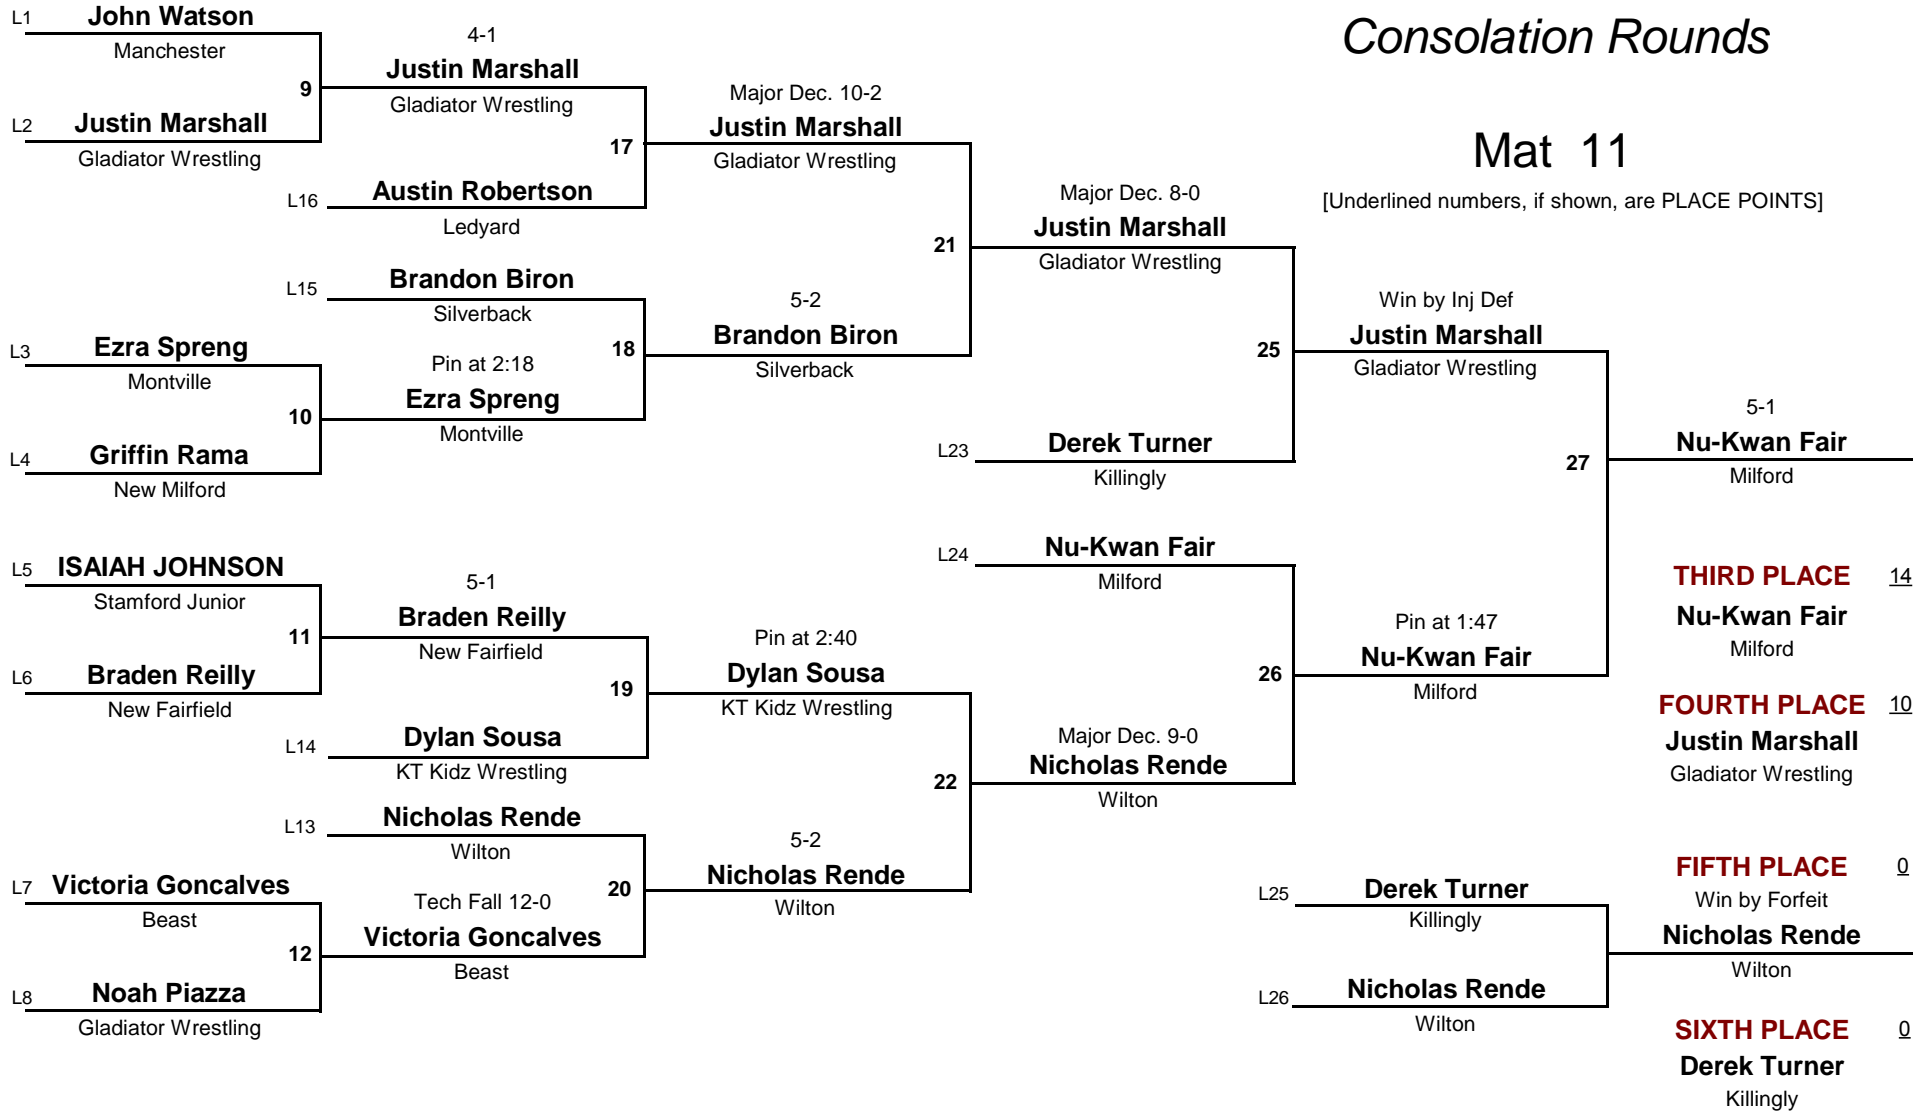 Consolation Rounds
Mat 11
[Underlined numbers, if shown, are PLACE POINTS]
L1 John Watson
Manchester
9
L2 Justin Marshall
Gladiator Wrestling
L3 Ezra Spreng
Montville
10
L4 Griffin Rama
New Milford
L5 ISAIAH JOHNSON
Stamford Junior
11
L6 Braden Reilly
New Fairfield
L7 Victoria Goncalves
Beast
12
L8 Noah Piazza
Gladiator Wrestling
4-1
Justin Marshall
Gladiator Wrestling
17
L16 Austin Robertson
Ledyard
L15 Brandon Biron
Silverback
18
Pin at 2:18
Ezra Spreng
Montville
5-1
Braden Reilly
New Fairfield
19
L14 Dylan Sousa
KT Kidz Wrestling
L13 Nicholas Rende
Wilton
20
Tech Fall 12-0
Victoria Goncalves
Beast
Major Dec. 10-2
Justin Marshall
Gladiator Wrestling
21
5-2
Brandon Biron
Silverback
Pin at 2:40
Dylan Sousa
KT Kidz Wrestling
22
5-2
Nicholas Rende
Wilton
Major Dec. 8-0
Justin Marshall
Gladiator Wrestling
25
L23 Derek Turner
Killingly
L24 Nu-Kwan Fair
Milford
26
Major Dec. 9-0
Nicholas Rende
Wilton
Win by Inj Def
Justin Marshall
Gladiator Wrestling
27
Pin at 1:47
Nu-Kwan Fair
Milford
5-1
Nu-Kwan Fair
Milford
THIRD PLACE 14
Nu-Kwan Fair
Milford
FOURTH PLACE 10
Justin Marshall
Gladiator Wrestling
L25 Derek Turner
Killingly
L26 Nicholas Rende
Wilton
FIFTH PLACE 0
Win by Forfeit
Nicholas Rende
Wilton
SIXTH PLACE 0
Derek Turner
Killingly